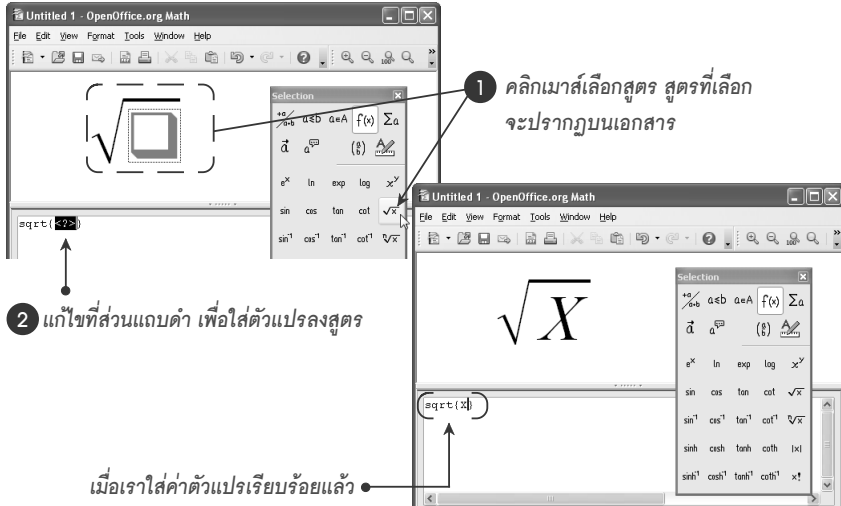 Untitled 1 - OpenOffice.org Math
File Edit View Format Tools Window Help
Selection
+a/a+b a≤b a∈A f(x) Σa
e^x ln exp log x^y
sin cos tan cot √x
sin⁻¹ cos⁻¹ tan⁻¹ cot⁻¹ ⁿ√x
sqrt{<?>}
1 คลิกเมาส์เลือกสูตร สูตรที่เลือก
จะปรากฏบนเอกสาร
2 แก้ไขที่ส่วนแถบดำ เพื่อใส่ตัวแปรลงสูตร
Untitled 1 - OpenOffice.org Math
File Edit View Format Tools Window Help
√X
Selection
+a/a+b a≤b a∈A f(x) Σa
e^x ln exp log x^y
sin cos tan cot √x
sin⁻¹ cos⁻¹ tan⁻¹ cot⁻¹ ⁿ√x
sinh cosh tanh coth |x|
sinh⁻¹ cosh⁻¹ tanh⁻¹ coth⁻¹ x!
sqrt{X}
เมื่อเราใส่ค่าตัวแปรเรียบร้อยแล้ว